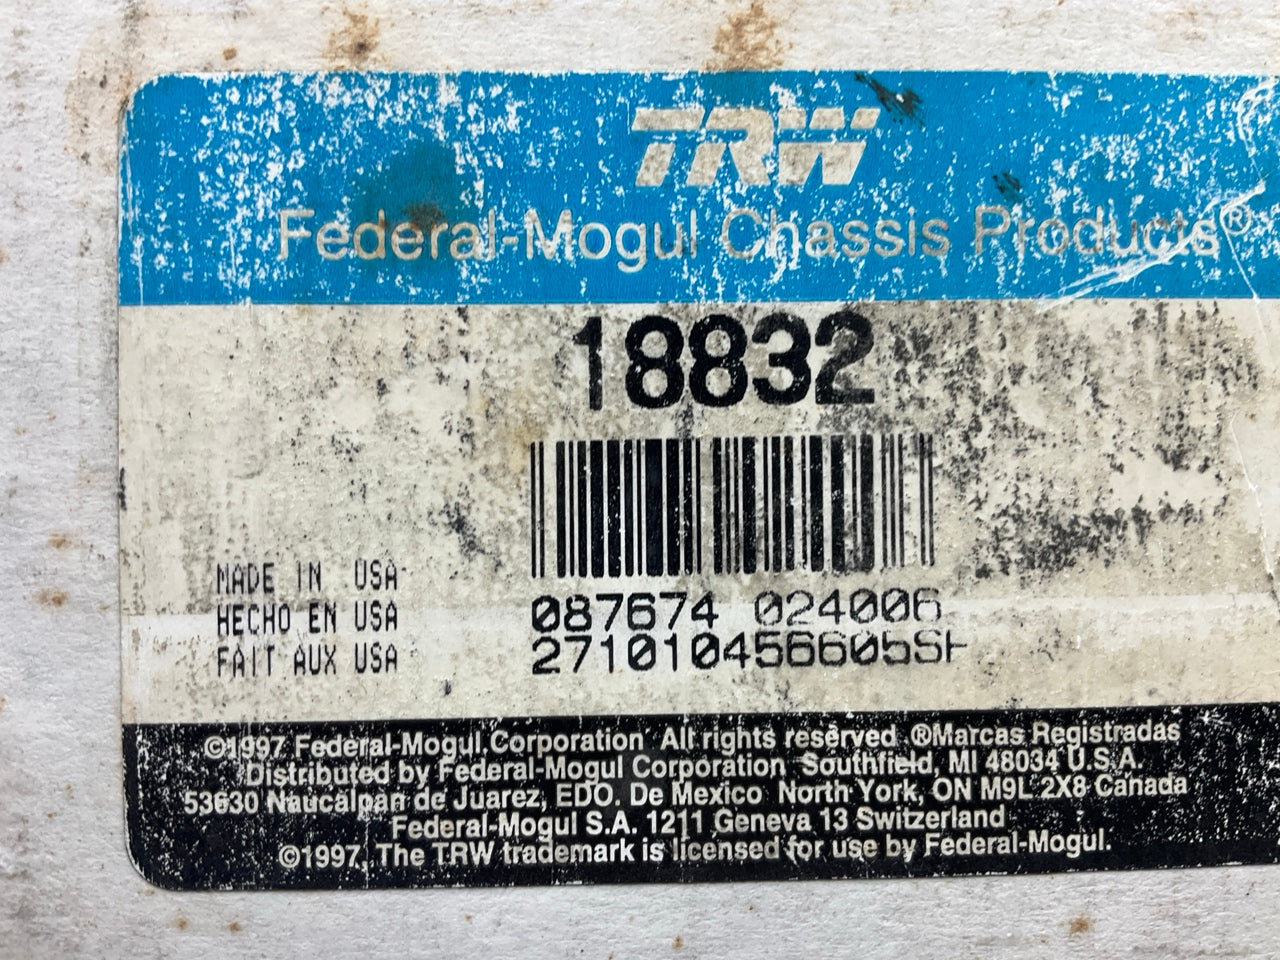 TRW
Federal-Mogul Chassis Products®
18832
MADE IN USA
HECHO EN USA
FAIT AUX USA
087674 024006
©1997 Federal-Mogul Corporation All rights reserved ®Marcas Registradas
Distributed by Federal-Mogul Corporation Southfield, MI 48034 U.S.A.
53630 Naucalpan de Juarez, EDO. De Mexico North York, ON M9L 2X8 Canada
Federal-Mogul S.A. 1211 Geneva 13 Switzerland
©1997, The TRW trademark is licensed for use by Federal-Mogul.